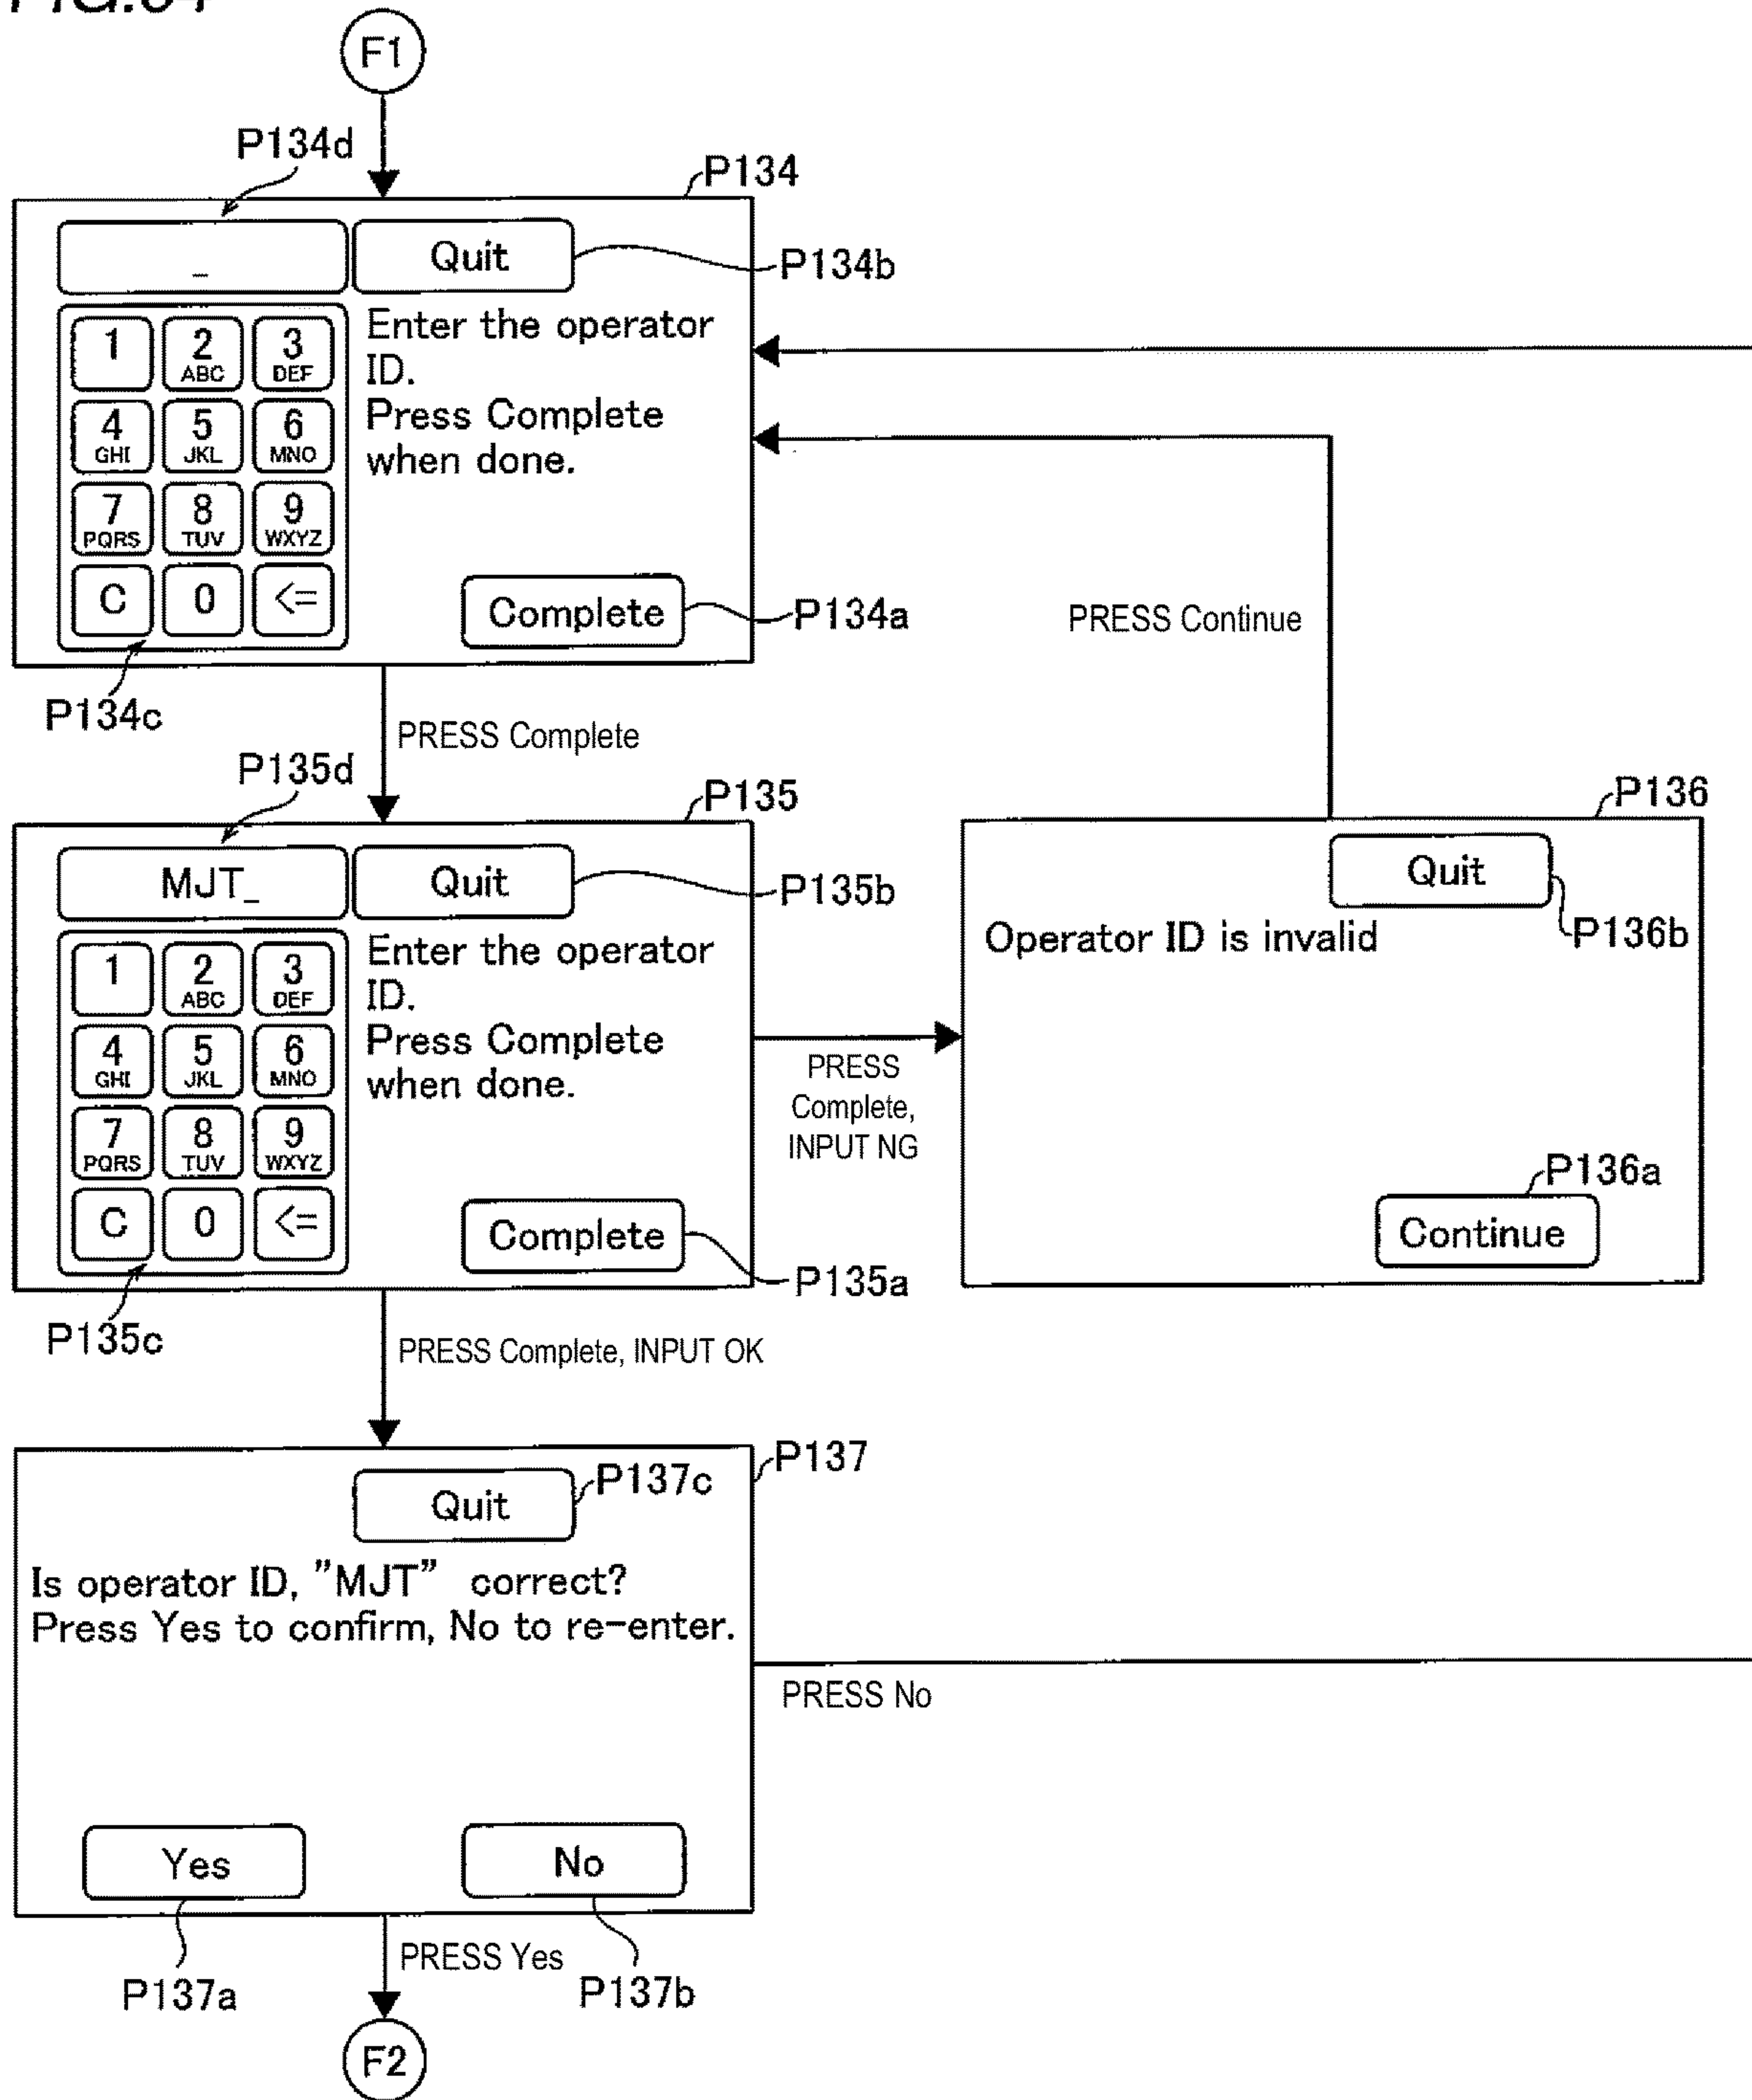 F1
P134d
P134
_
Quit
P134b
1
2
3
ABC
DEF
4
5
6
GHI
JKL
MNO
7
8
9
PQRS
TUV
WXYZ
C
0
<=
Enter the operator
ID.
Press Complete
when done.
Complete
P134a
P134c
PRESS Continue
PRESS Complete
P135d
P135
MJT_
Quit
P135b
1
2
3
ABC
DEF
4
5
6
GHI
JKL
MNO
7
8
9
PQRS
TUV
WXYZ
C
0
<=
Enter the operator
ID.
Press Complete
when done.
Complete
P135a
P135c
PRESS
Complete,
INPUT NG
P136
Quit
P136b
Operator ID is invalid
P136a
Continue
PRESS Complete, INPUT OK
P137
Quit
P137c
Is operator ID, "MJT" correct?
Press Yes to confirm, No to re-enter.
PRESS No
Yes
No
P137a
PRESS Yes
P137b
F2